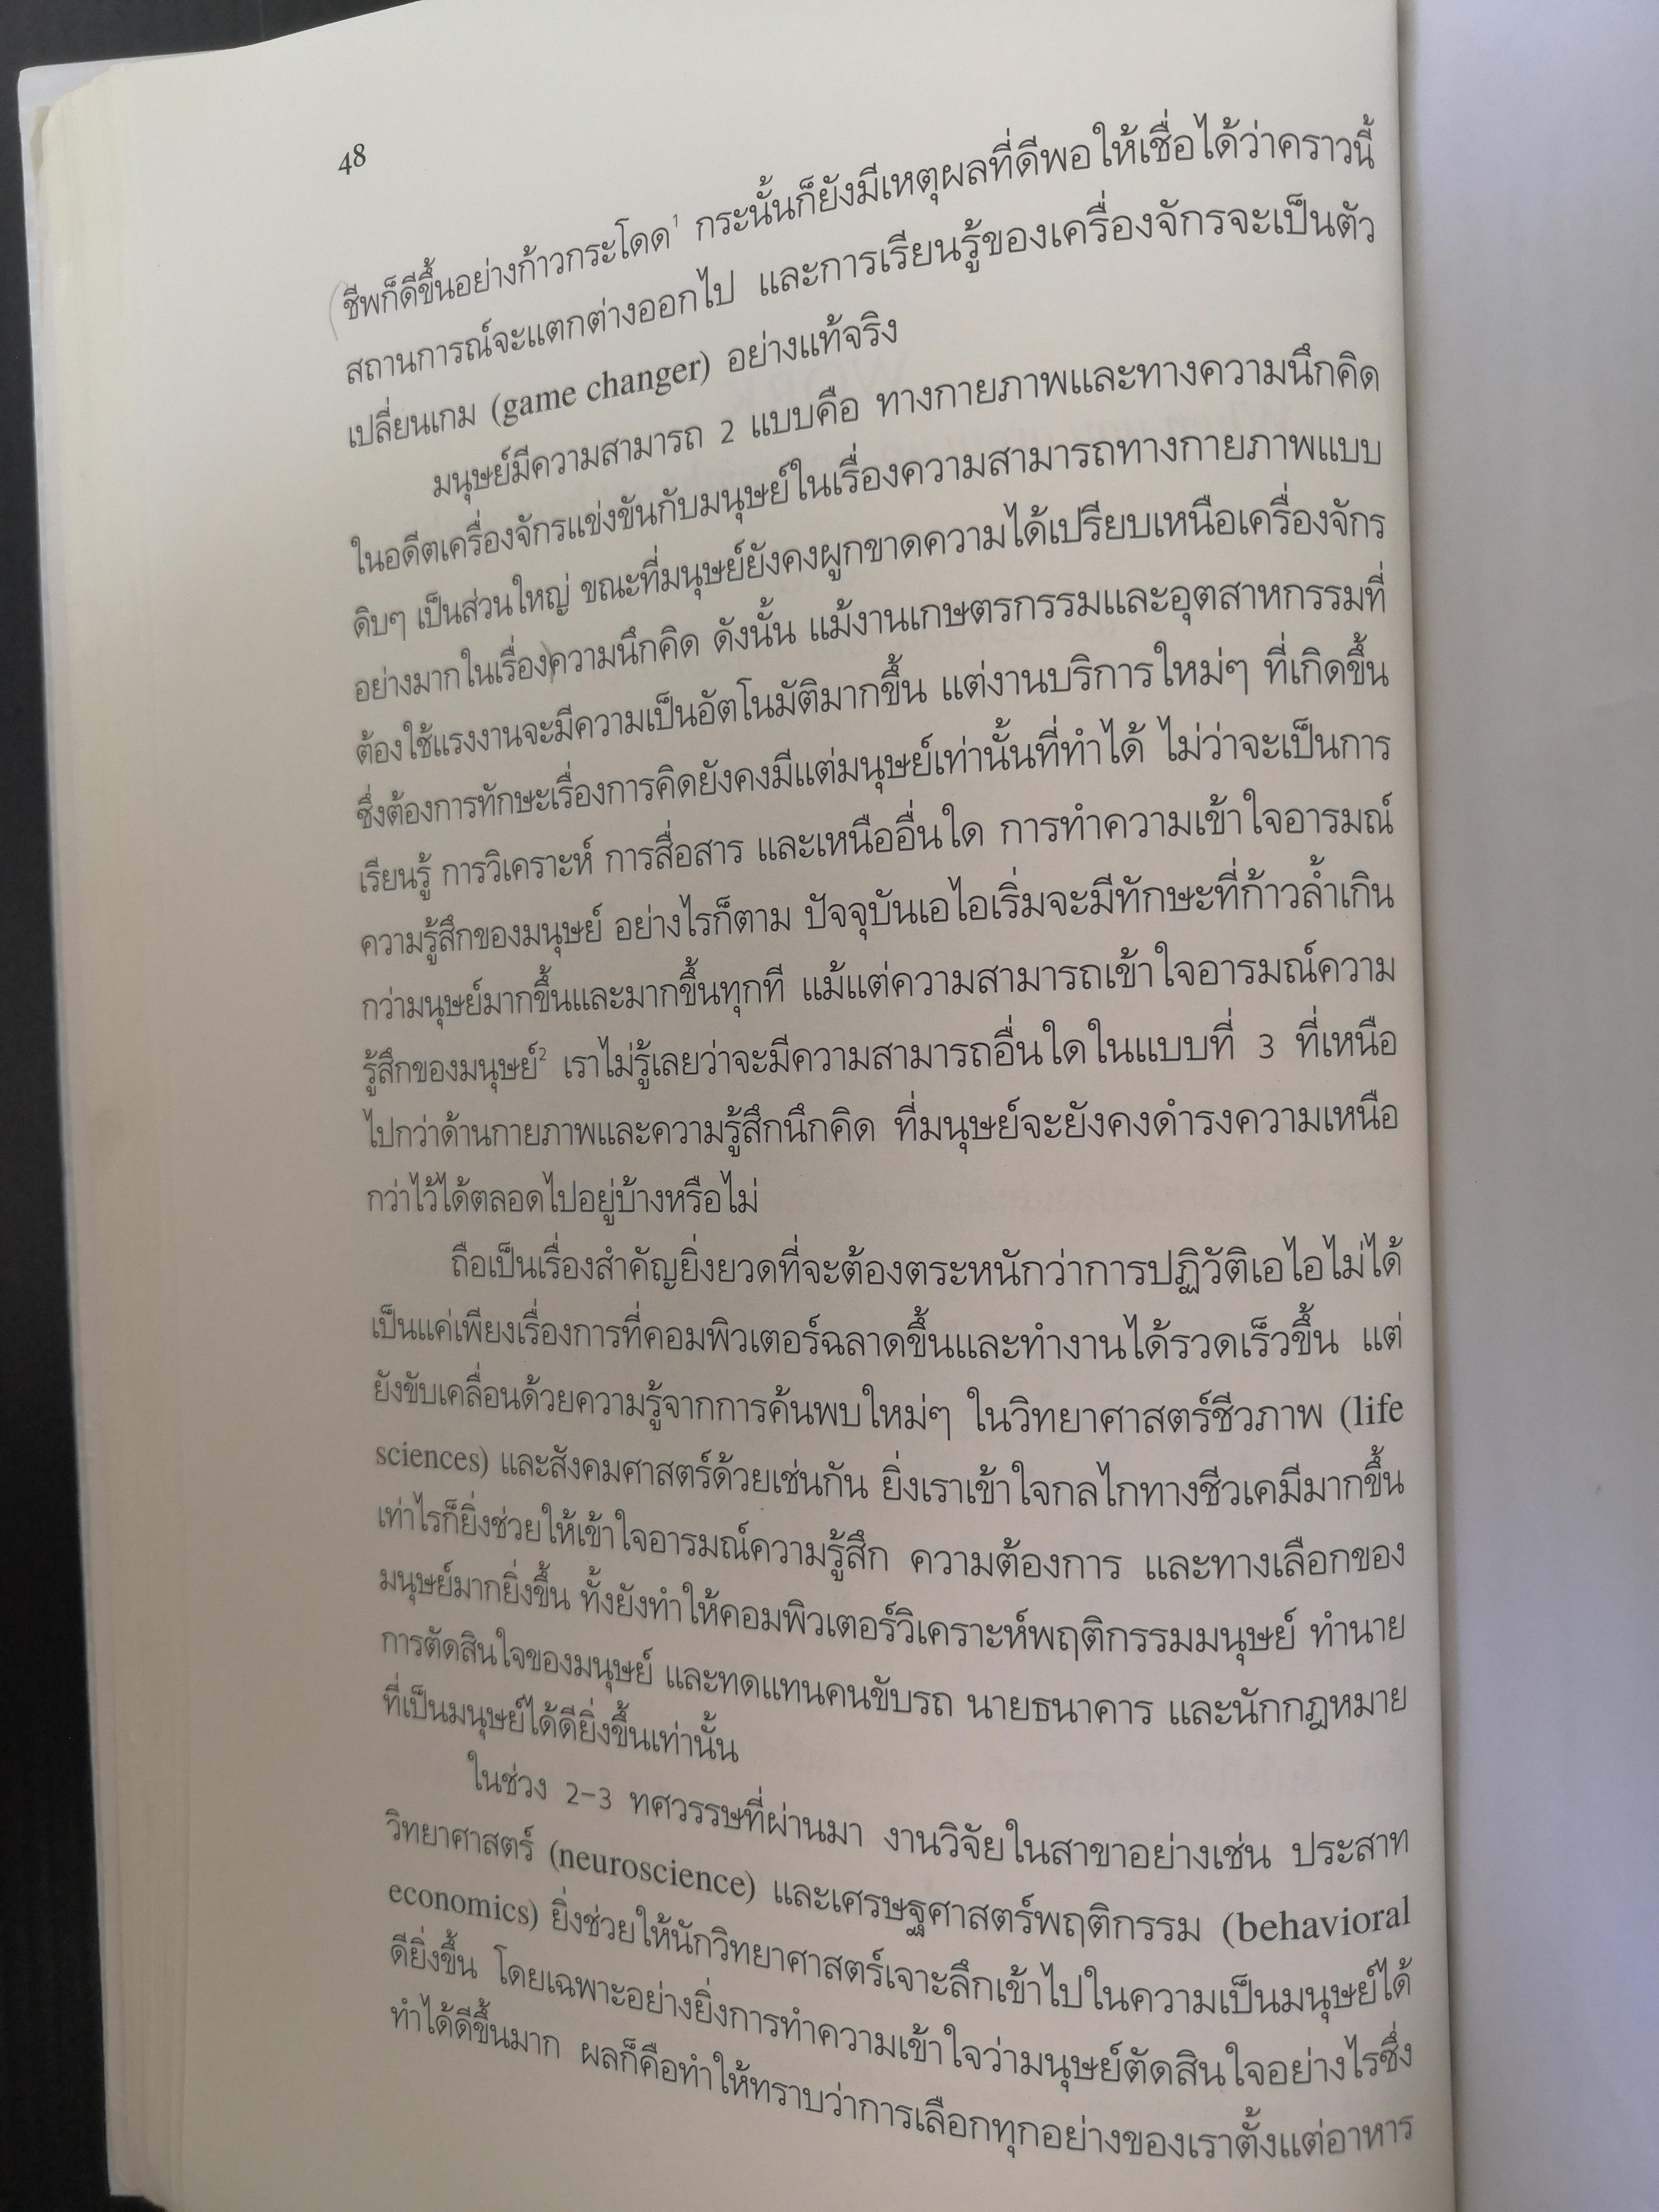 48
ชีพก็ดีขึ้นอย่างก้าวกระโดด¹ กระนั้นก็ยังมีเหตุผลที่ดีพอให้เชื่อได้ว่าคราวนี้
สถานการณ์จะแตกต่างออกไป และการเรียนรู้ของเครื่องจักรจะเป็นตัว
เปลี่ยนเกม (game changer) อย่างแท้จริง
มนุษย์มีความสามารถ 2 แบบคือ ทางกายภาพและทางความนึกคิด
ในอดีตเครื่องจักรแข่งขันกับมนุษย์ในเรื่องความสามารถทางกายภาพแบบ
ดิบๆ เป็นส่วนใหญ่ ขณะที่มนุษย์ยังคงผูกขาดความได้เปรียบเหนือเครื่องจักร
อย่างมากในเรื่องความนึกคิด ดังนั้น แม้งานเกษตรกรรมและอุตสาหกรรมที่
ต้องใช้แรงงานจะมีความเป็นอัตโนมัติมากขึ้น แต่งานบริการใหม่ๆ ที่เกิดขึ้น
ซึ่งต้องการทักษะเรื่องการคิดยังคงมีแต่มนุษย์เท่านั้นที่ทำได้ ไม่ว่าจะเป็นการ
เรียนรู้ การวิเคราะห์ การสื่อสาร และเหนืออื่นใด การทำความเข้าใจอารมณ์
ความรู้สึกของมนุษย์ อย่างไรก็ตาม ปัจจุบันเอไอเริ่มจะมีทักษะที่ก้าวล้ำเกิน
กว่ามนุษย์มากขึ้นและมากขึ้นทุกที แม้แต่ความสามารถเข้าใจอารมณ์ความ
รู้สึกของมนุษย์² เราไม่รู้เลยว่าจะมีความสามารถอื่นใดในแบบที่ 3 ที่เหนือ
ไปกว่าด้านกายภาพและความรู้สึกนึกคิด ที่มนุษย์จะยังคงดำรงความเหนือ
กว่าไว้ได้ตลอดไปอยู่บ้างหรือไม่
ถือเป็นเรื่องสำคัญยิ่งยวดที่จะต้องตระหนักว่าการปฏิวัติเอไอไม่ได้
เป็นแค่เพียงเรื่องการที่คอมพิวเตอร์ฉลาดขึ้นและทำงานได้รวดเร็วขึ้น แต่
ยังขับเคลื่อนด้วยความรู้จากการค้นพบใหม่ๆ ในวิทยาศาสตร์ชีวภาพ (life
sciences) และสังคมศาสตร์ด้วยเช่นกัน ยิ่งเราเข้าใจกลไกทางชีวเคมีมากขึ้น
เท่าไรก็ยิ่งช่วยให้เข้าใจอารมณ์ความรู้สึก ความต้องการ และทางเลือกของ
มนุษย์มากยิ่งขึ้น ทั้งยังทำให้คอมพิวเตอร์วิเคราะห์พฤติกรรมมนุษย์ ทำนาย
การตัดสินใจของมนุษย์ และทดแทนคนขับรถ นายธนาคาร และนักกฎหมาย
ที่เป็นมนุษย์ได้ดียิ่งขึ้นเท่านั้น
ในช่วง 2-3 ทศวรรษที่ผ่านมา งานวิจัยในสาขาอย่างเช่น ประสาท
วิทยาศาสตร์ (neuroscience) และเศรษฐศาสตร์พฤติกรรม (behavioral
economics) ยิ่งช่วยให้นักวิทยาศาสตร์เจาะลึกเข้าไปในความเป็นมนุษย์ได้
ดียิ่งขึ้น โดยเฉพาะอย่างยิ่งการทำความเข้าใจว่ามนุษย์ตัดสินใจอย่างไรซึ่ง
ทำได้ดีขึ้นมาก ผลก็คือทำให้ทราบว่าการเลือกทุกอย่างของเราตั้งแต่อาหาร